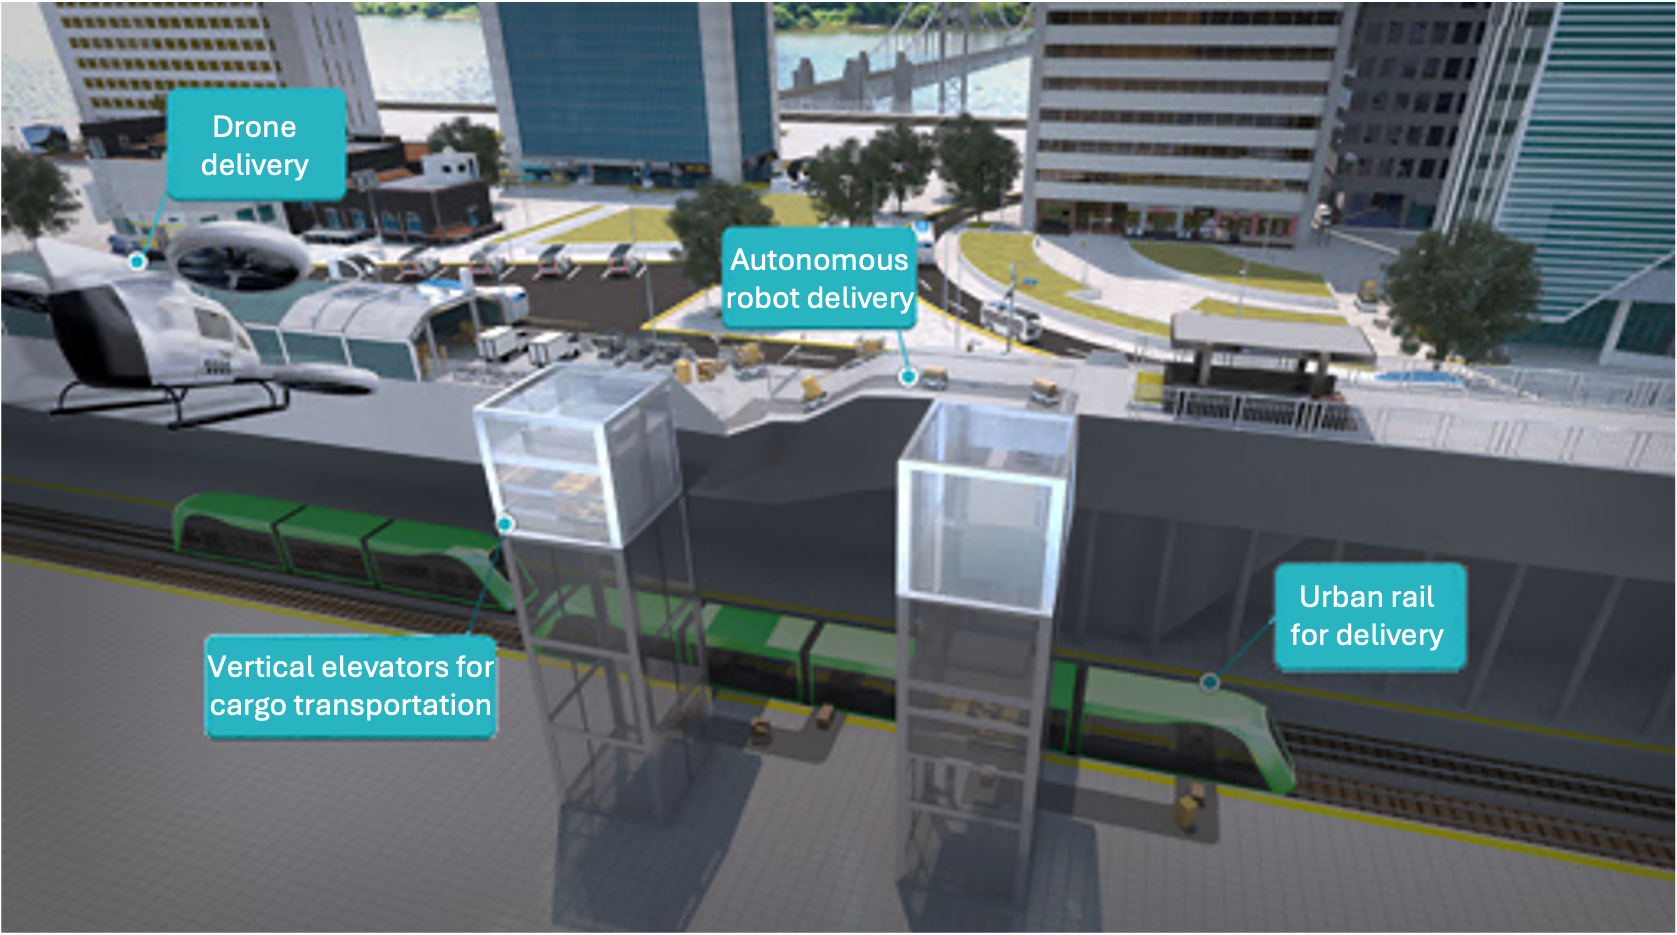 Drone
delivery
Autonomous
robot delivery
Vertical elevators for
cargo transportation
Urban rail
for delivery